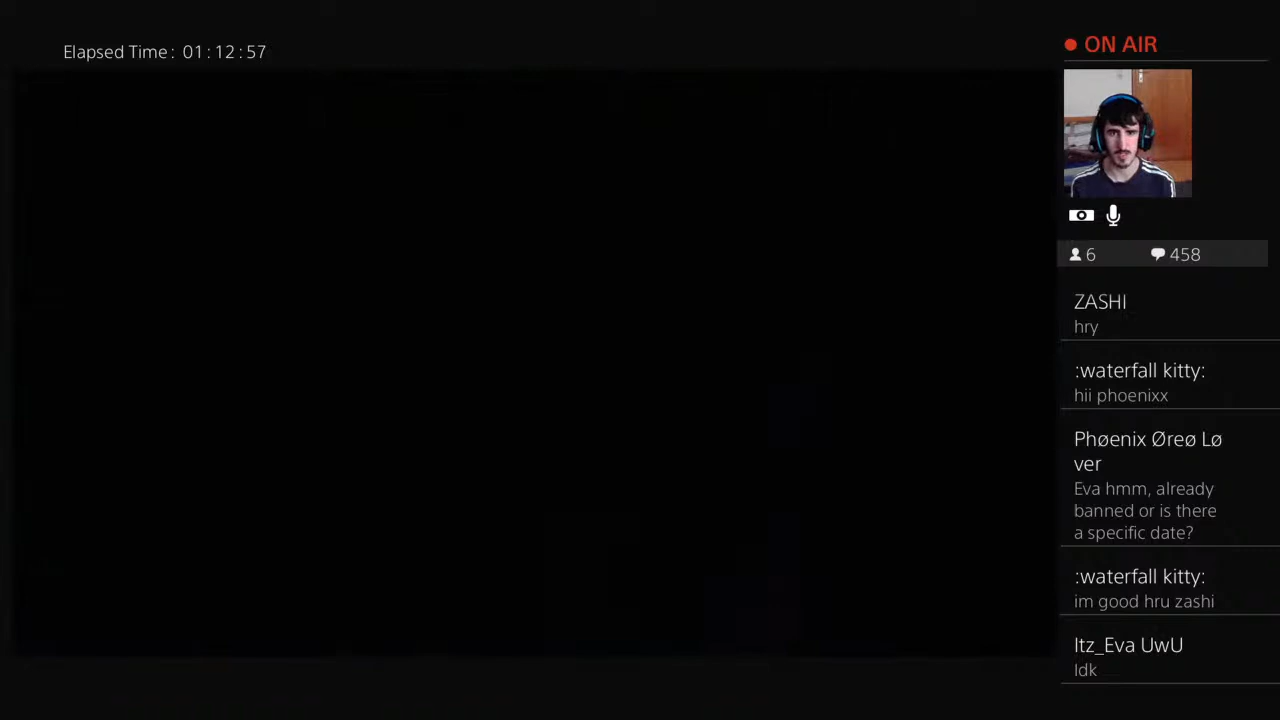 Elapsed Time: 01:12:57
ON AIR
6 458
ZASHI
hry
:waterfall kitty:
hii phoenixx
Phøenix Øreø Lø
ver
Eva hmm, already
banned or is there
a specific date?
:waterfall kitty:
im good hru zashi
Itz_Eva UwU
Idk